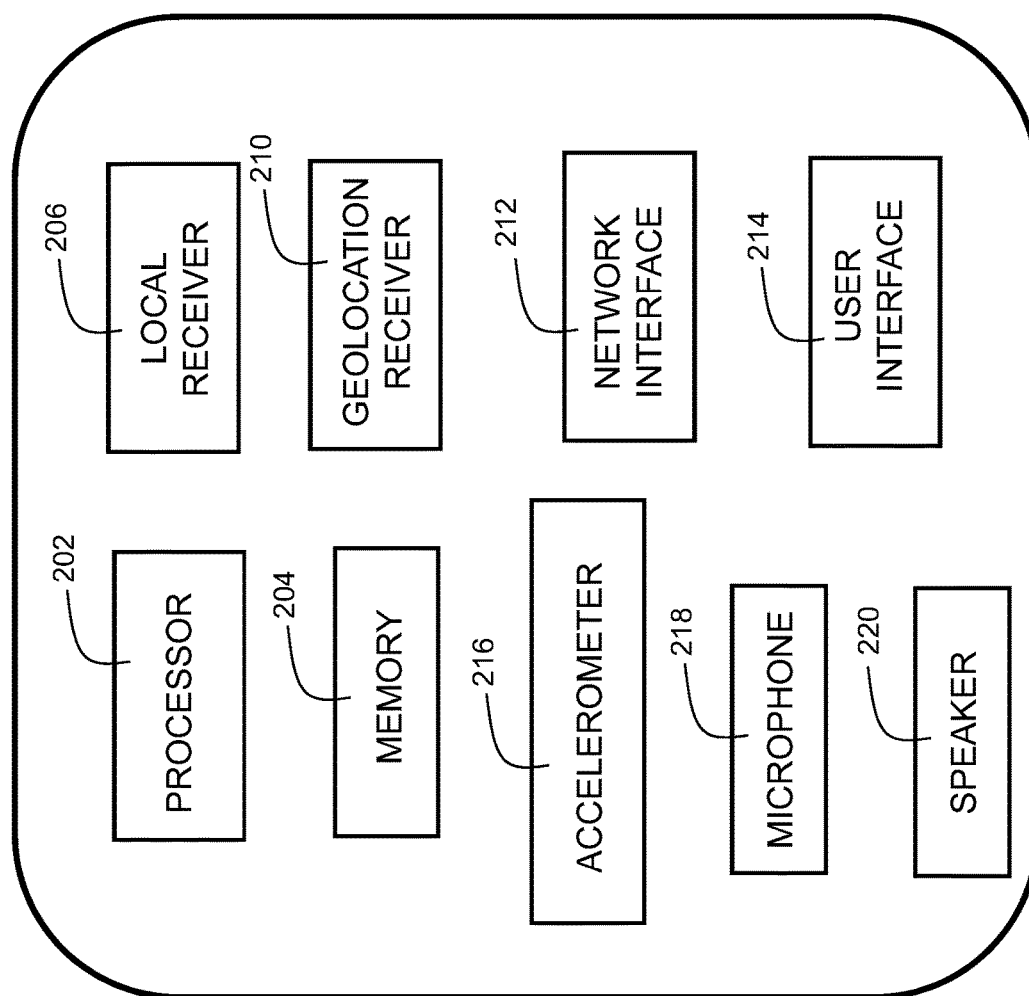 202
PROCESSOR
206
LOCAL
RECEIVER
204
MEMORY
210
GEOLOCATION
RECEIVER
216
ACCELEROMETER
212
NETWORK
INTERFACE
218
MICROPHONE
214
USER
INTERFACE
220
SPEAKER